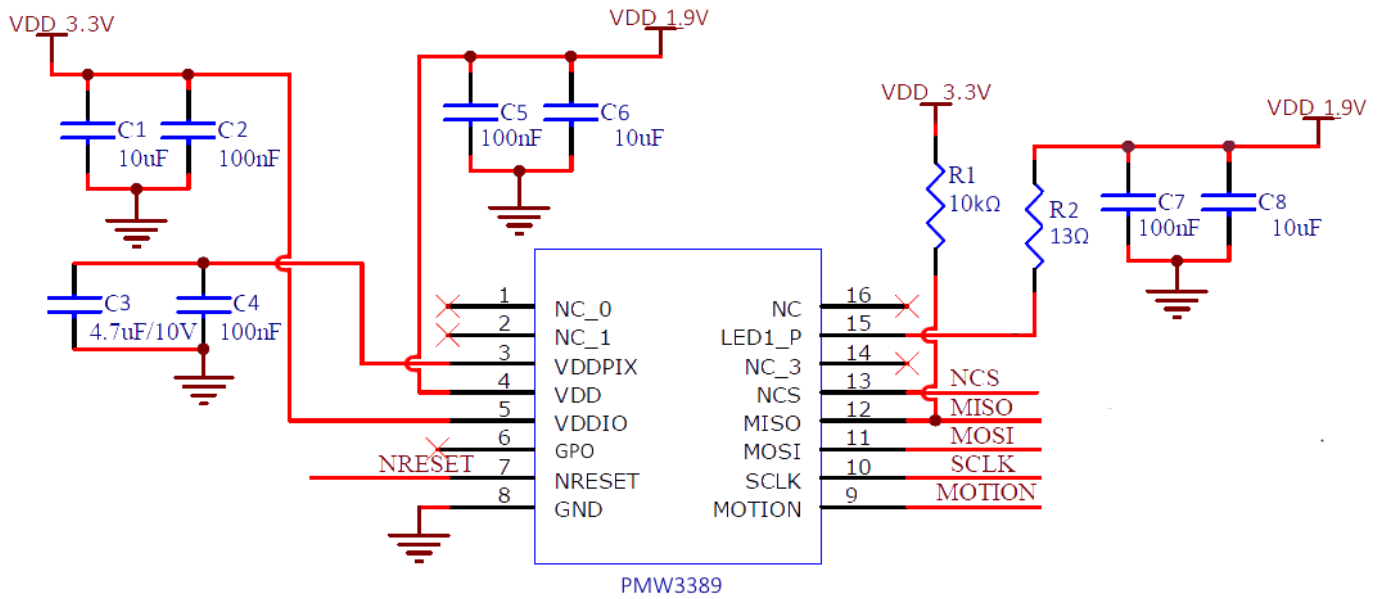 VDD_3.3V
C1
10uF
C2
100nF
VDD_1.9V
C5
100nF
C6
10uF
VDD_3.3V
R1
10kΩ
VDD_1.9V
R2
13Ω
C7
100nF
C8
10uF
C3
4.7uF/10V
C4
100nF
1 NC_0
2 NC_1
3 VDDPIX
4 VDD
5 VDDIO
6 GPO
NRESET 7 NRESET
8 GND
NC 16
LED1_P 15
NC_3 14
NCS 13 NCS
MISO 12 MISO
MOSI 11 MOSI
SCLK 10 SCLK
MOTION 9 MOTION
PMW3389